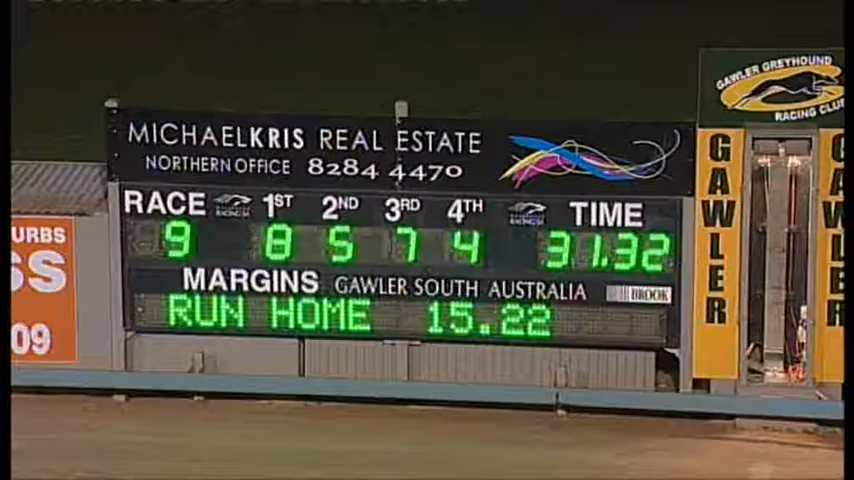 GAWLER GREYHOUND
RACING CLUB
MICHAELKRIS REAL ESTATE
NORTHERN OFFICE 8284 4470
RACE 1ST 2ND 3RD 4TH TIME
9 8 5 7 4 31.32
MARGINS GAWLER SOUTH AUSTRALIA BROOK
RUN HOME 15.22
GAWLER
GAWLER
URBS
S
09